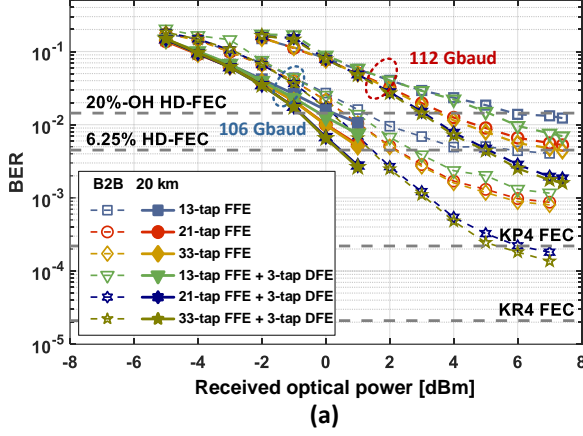 10^0
10^-1
10^-2
10^-3
10^-4
10^-5
BER
112 Gbaud
20%-OH HD-FEC
106 Gbaud
6.25% HD-FEC
B2B 20 km
13-tap FFE
21-tap FFE
33-tap FFE
13-tap FFE + 3-tap DFE
21-tap FFE + 3-tap DFE
33-tap FFE + 3-tap DFE
KP4 FEC
KR4 FEC
-8 -6 -4 -2 0 2 4 6 8
Received optical power [dBm]
(a)